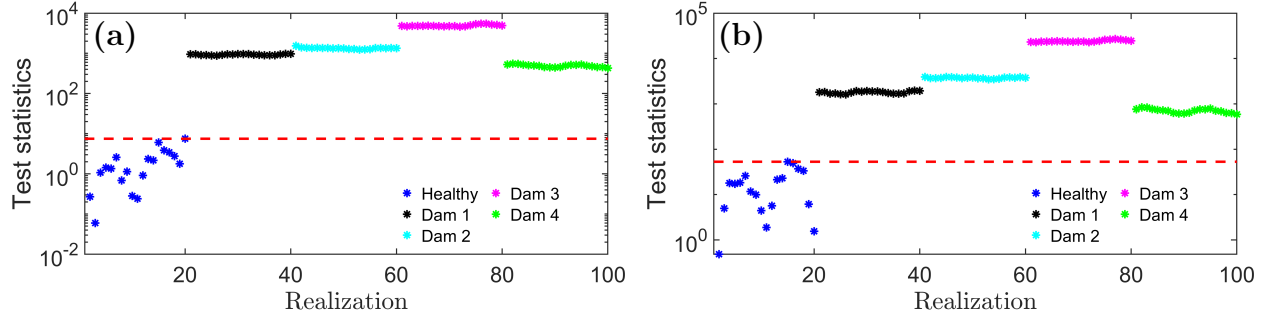 (a)
Test statistics
10^4
10^2
10^0
10^-2
Healthy
Dam 1
Dam 2
Dam 3
Dam 4
20 40 60 80 100
Realization
(b)
Test statistics
10^5
10^0
Healthy
Dam 1
Dam 2
Dam 3
Dam 4
20 40 60 80 100
Realization